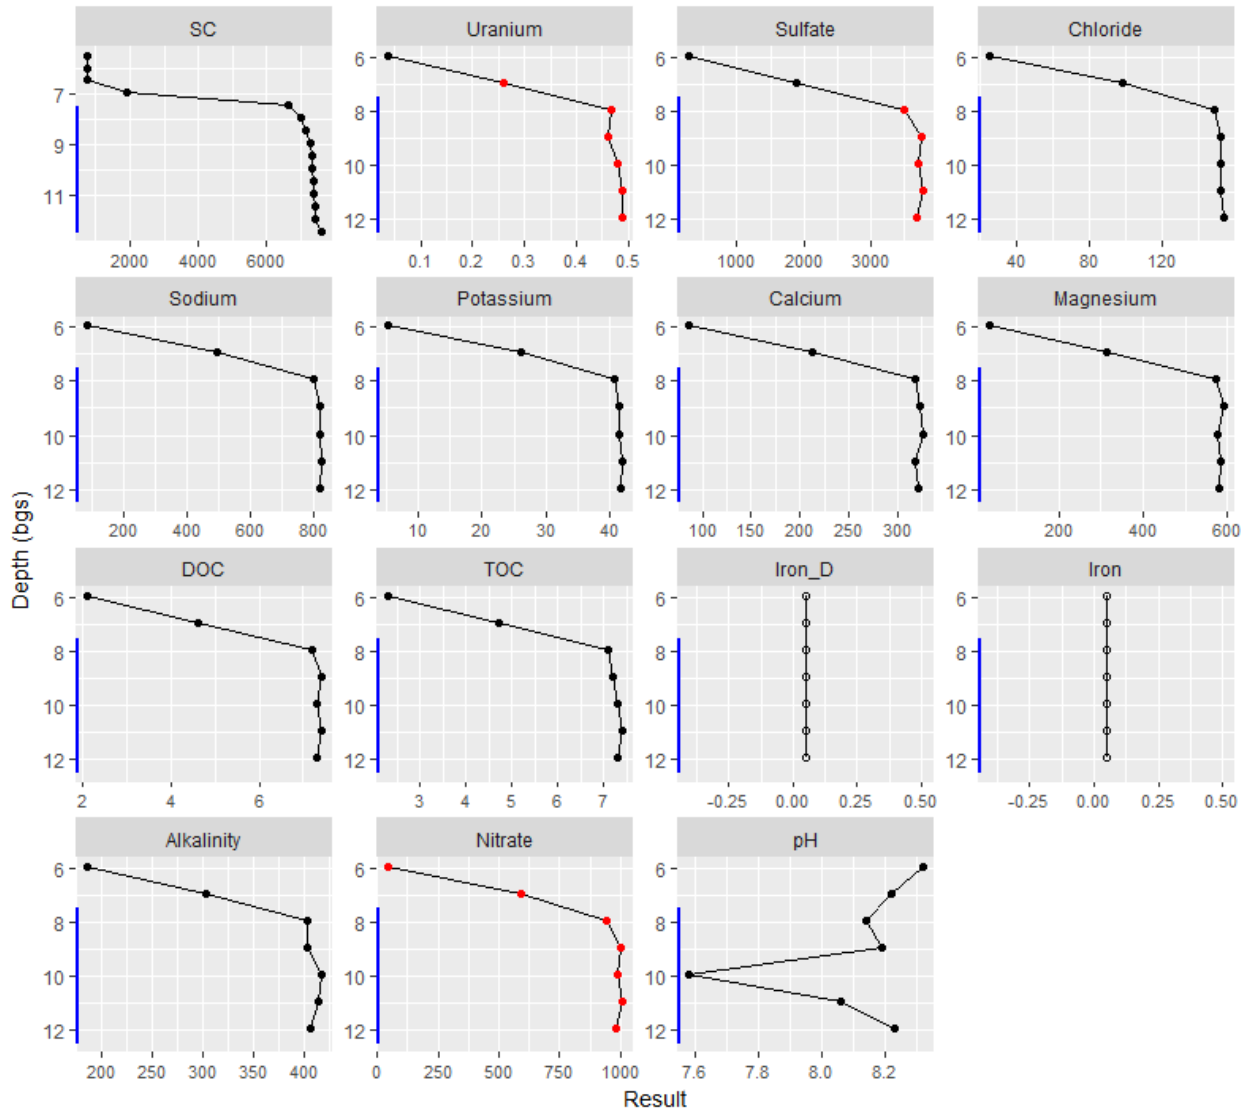 SC Uranium Sulfate Chloride
7 9 11
6 8 10 12
6 8 10 12
6 8 10 12
2000 6000
0.1 0.2 0.3 0.4 0.5
1000 2000 3000
40 80 120
Sodium Potassium Calcium Magnesium
6 8 10 12
6 8 10 12
6 8 10 12
6 8 10 12
200 400 600 800
10 20 30 40
100 150 200 250 300
200 400 600
Depth (bgs)
DOC TOC Iron_D Iron
6 8 10 12
6 8 10 12
6 8 10 12
6 8 10 12
2 4 6
3 4 5 6 7
-0.25 0.00 0.25 0.50
-0.25 0.00 0.25 0.50
Alkalinity Nitrate pH
6 8 10 12
6 8 10 12
6 8 10 12
200 250 300 350 400
0 250 500 750 1000
7.6 7.8 8.0 8.2
Result